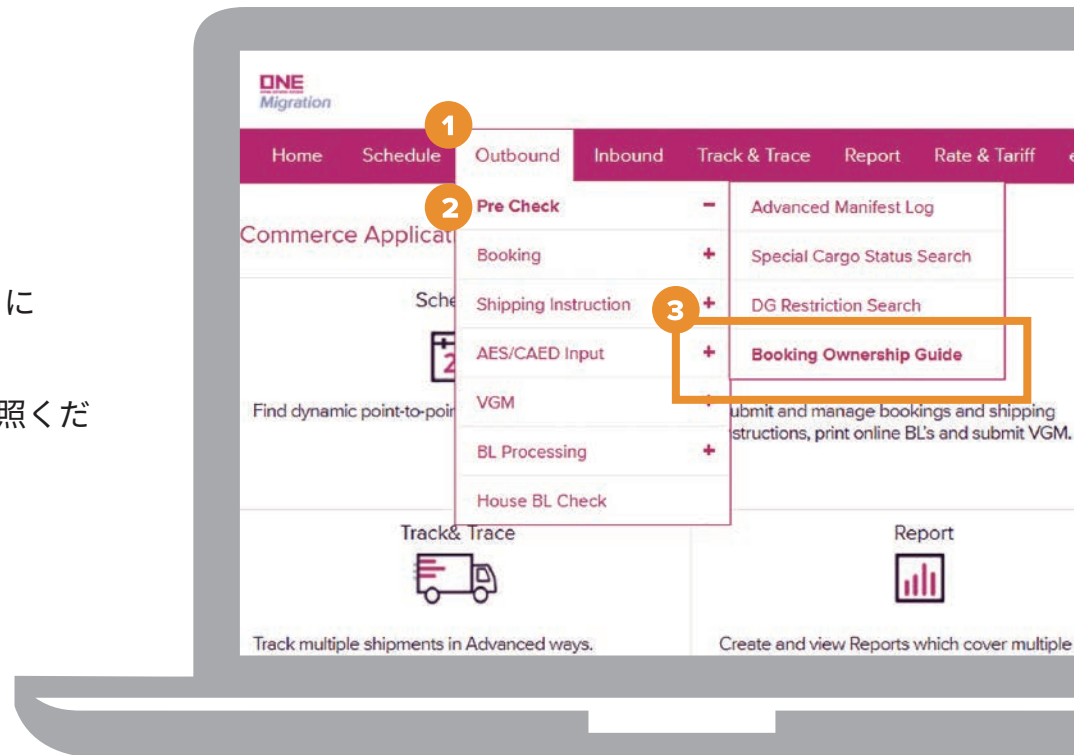 ONE
Migration
1
Home Schedule Outbound Inbound Track & Trace Report Rate & Tariff e
2 Pre Check − Advanced Manifest Log
Commerce Applicat
Booking + Special Cargo Status Search
に
Sche
Shipping Instruction + DG Restriction Search
3
AES/CAED Input + Booking Ownership Guide
2
照くだ
Find dynamic point-to-poin
VGM
ubmit and manage bookings and shipping
structions, print online BL's and submit VGM.
BL Processing +
House BL Check
Track& Trace
Report
Track multiple shipments in Advanced ways.
Create and view Reports which cover multiple